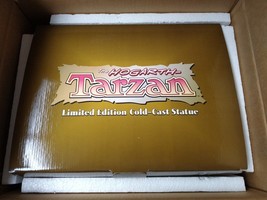 HOGARTH
Tarzan
Limited Edition Cold-Cast Statue